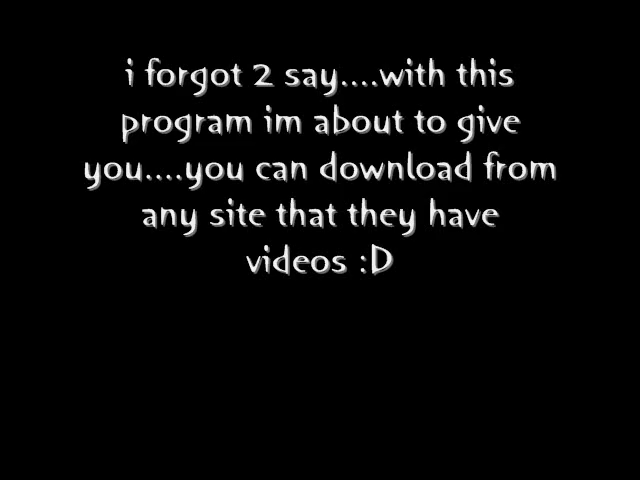 i forgot 2 say....with this
program im about to give
you....you can download from
any site that they have
videos :D